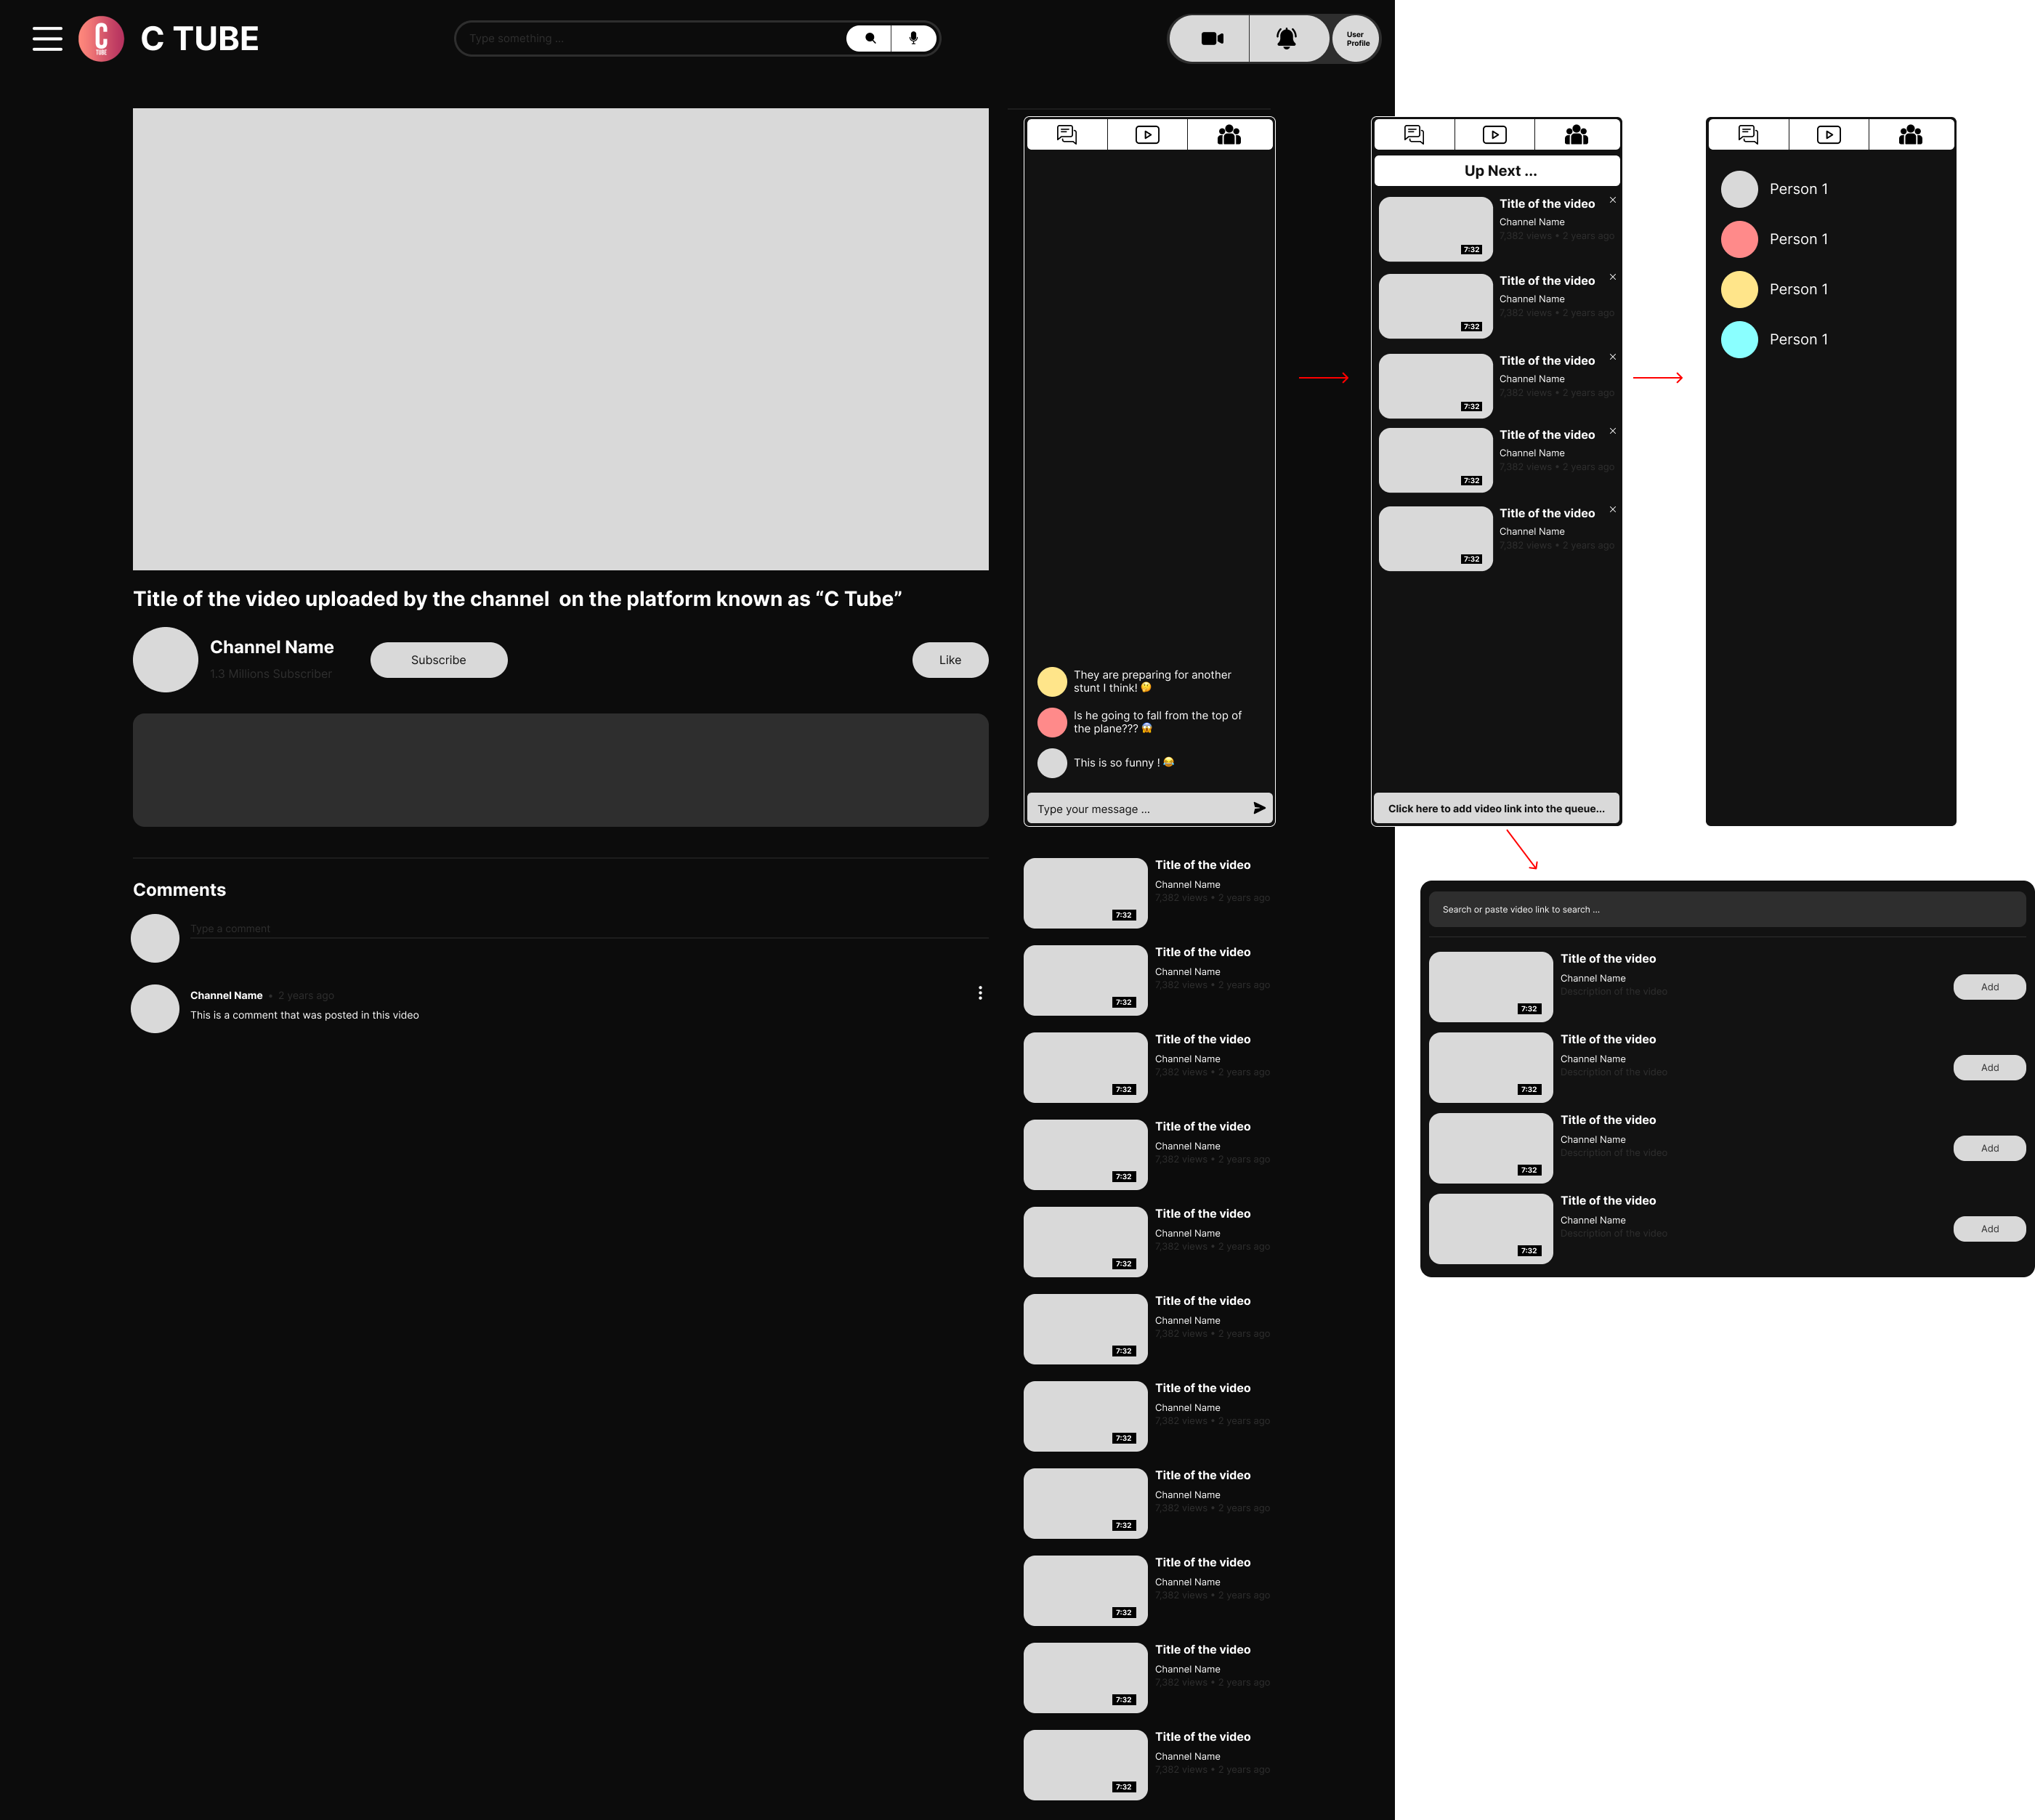 C
TUBE
C TUBE
Type something ...
User
Profile
Title of the video uploaded by the channel on the platform known as “C Tube”
Channel Name
1.3 Millions Subscriber
Subscribe
Like
Comments
Type a comment
Channel Name • 2 years ago
This is a comment that was posted in this video
They are preparing for another
stunt I think! 🤔
Is he going to fall from the top of
the plane??? 😱
This is so funny ! 😂
Type your message ...
Title of the video
Channel Name
7,382 views • 2 years ago
7:32
Title of the video
Channel Name
7,382 views • 2 years ago
7:32
Title of the video
Channel Name
7,382 views • 2 years ago
7:32
Title of the video
Channel Name
7,382 views • 2 years ago
7:32
Title of the video
Channel Name
7,382 views • 2 years ago
7:32
Title of the video
Channel Name
7,382 views • 2 years ago
7:32
Title of the video
Channel Name
7,382 views • 2 years ago
7:32
Title of the video
Channel Name
7,382 views • 2 years ago
7:32
Title of the video
Channel Name
7,382 views • 2 years ago
7:32
Title of the video
Channel Name
7,382 views • 2 years ago
7:32
Title of the video
Channel Name
7,382 views • 2 years ago
7:32
Up Next ...
Title of the video
Channel Name
7,382 views • 2 years ago
7:32
Title of the video
Channel Name
7,382 views • 2 years ago
7:32
Title of the video
Channel Name
7,382 views • 2 years ago
7:32
Title of the video
Channel Name
7,382 views • 2 years ago
7:32
Title of the video
Channel Name
7,382 views • 2 years ago
7:32
Click here to add video link into the queue...
Person 1
Person 1
Person 1
Person 1
Search or paste video link to search ...
Title of the video
Channel Name
Description of the video
7:32
Add
Title of the video
Channel Name
Description of the video
7:32
Add
Title of the video
Channel Name
Description of the video
7:32
Add
Title of the video
Channel Name
Description of the video
7:32
Add